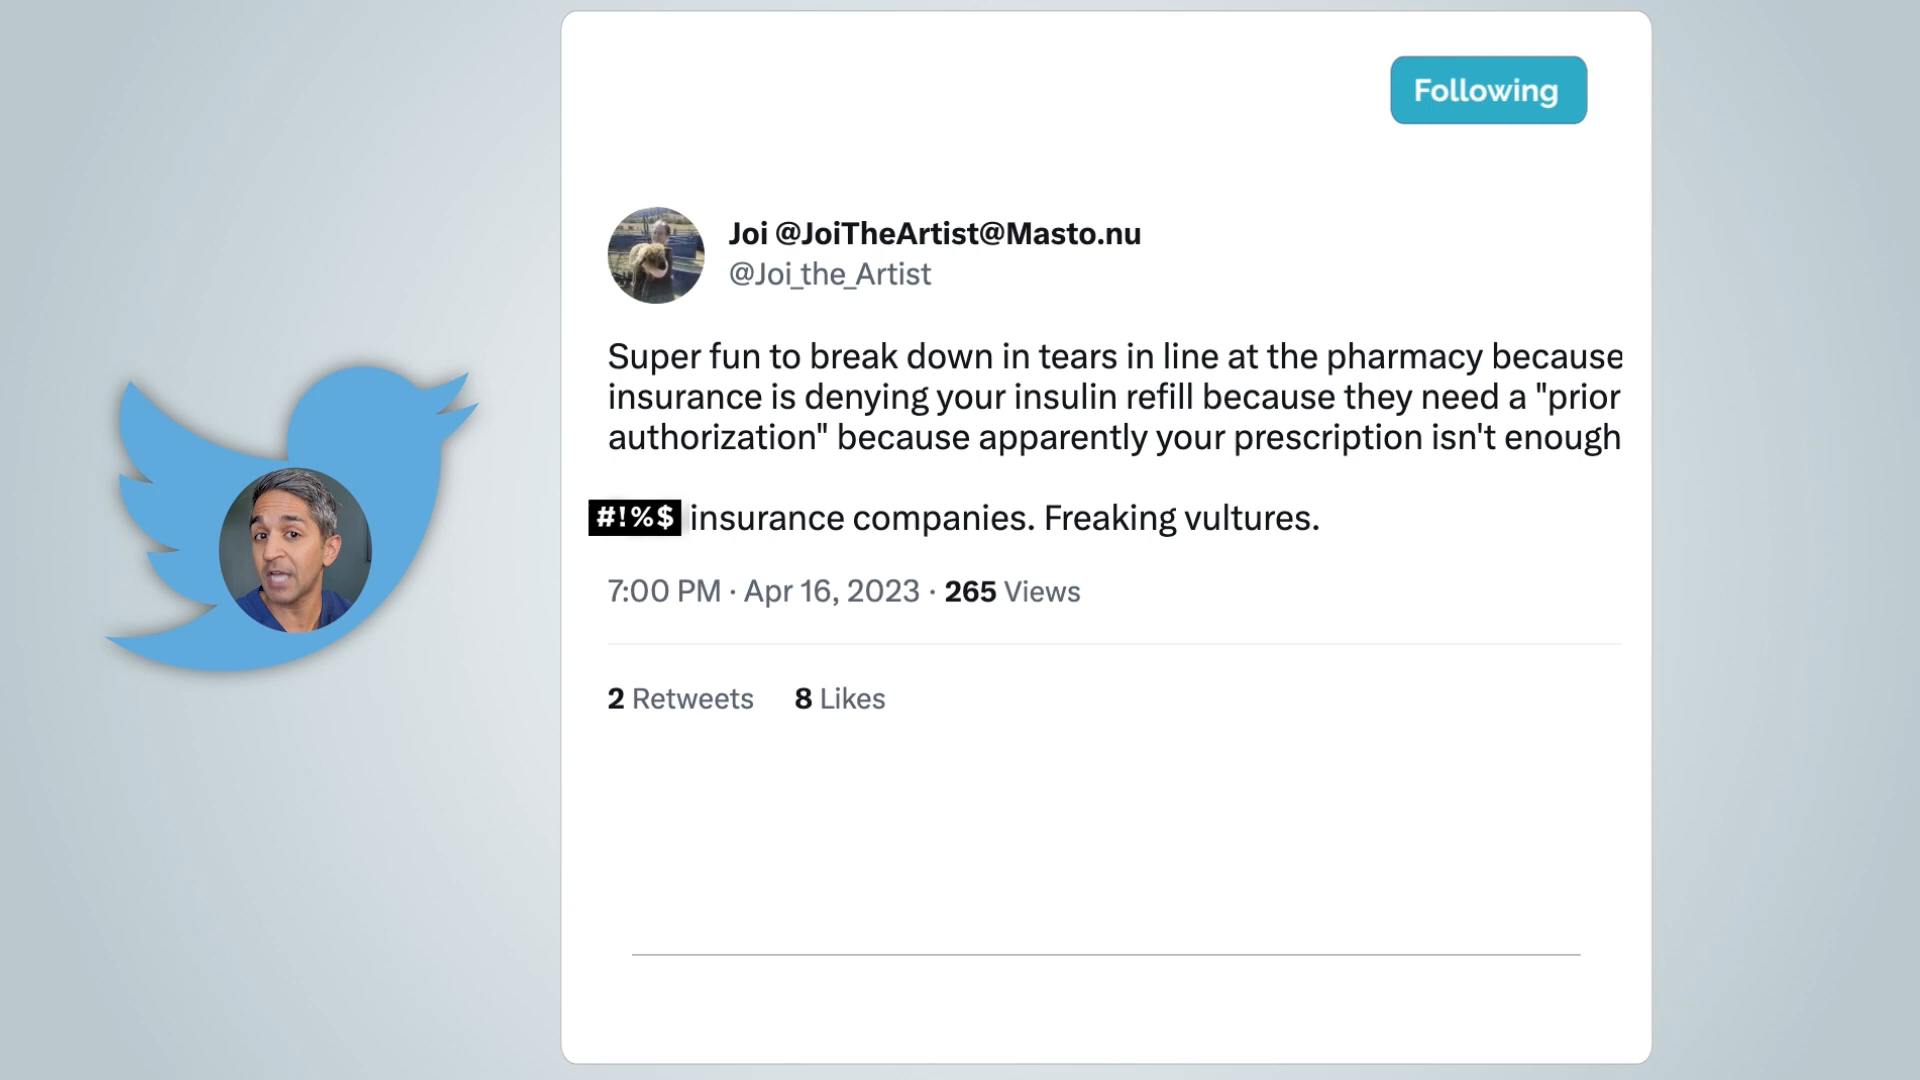 Following
Joi @JoiTheArtist@Masto.nu
@Joi_the_Artist
Super fun to break down in tears in line at the pharmacy because
insurance is denying your insulin refill because they need a "prior
authorization" because apparently your prescription isn't enough
#!%$ insurance companies. Freaking vultures.
7:00 PM · Apr 16, 2023 · 265 Views
2 Retweets 8 Likes